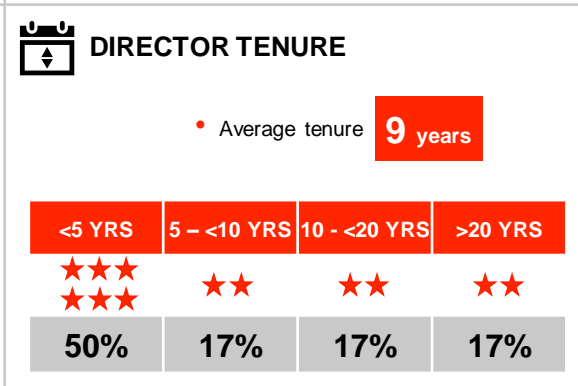 DIRECTOR TENURE
• Average tenure 9 years
<5 YRS 5 – <10 YRS 10 - <20 YRS >20 YRS
50% 17% 17% 17%